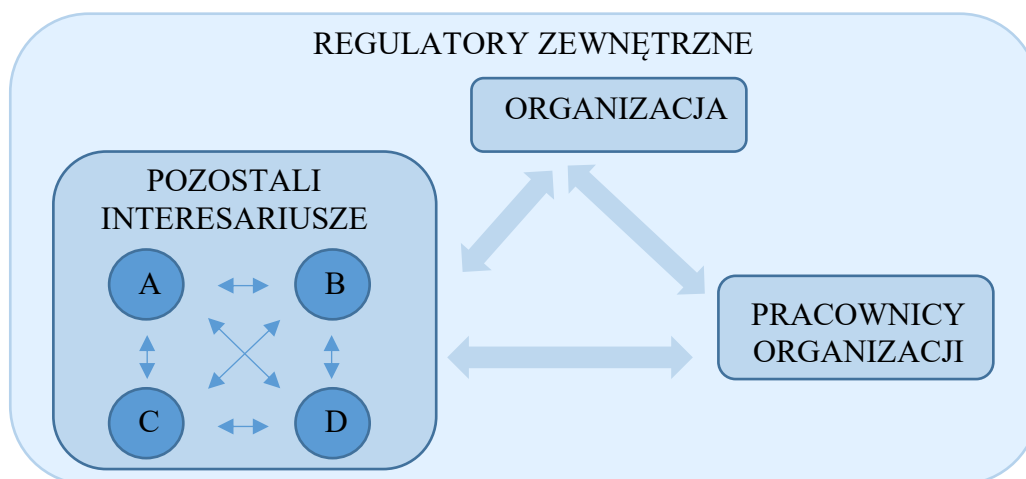 REGULATORY ZEWNĘTRZNE
ORGANIZACJA
POZOSTALI
INTERESARIUSZE
A
B
C
D
PRACOWNICY
ORGANIZACJI